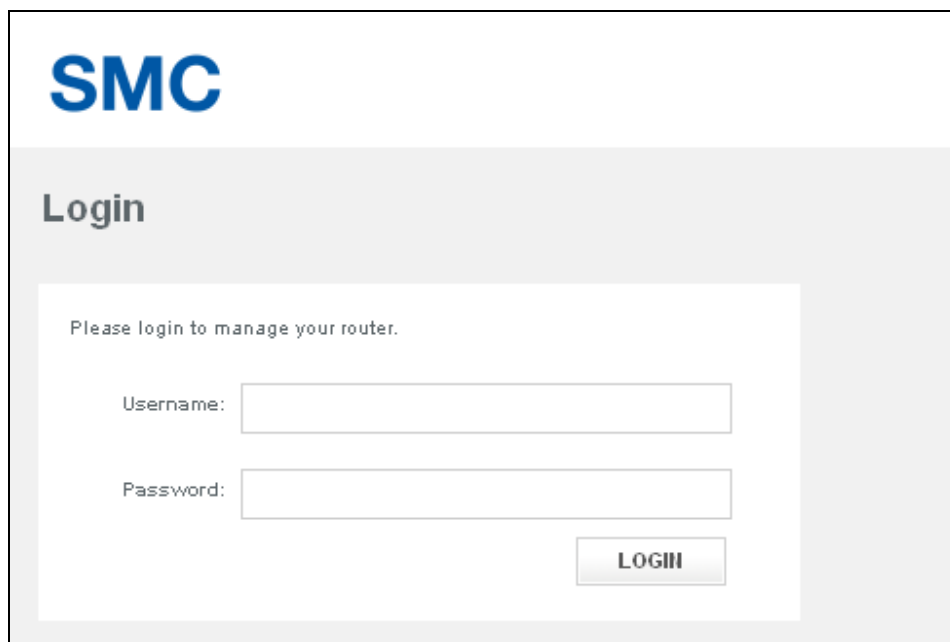 SMC
Login
Please login to manage your router.
Username:
Password:
LOGIN